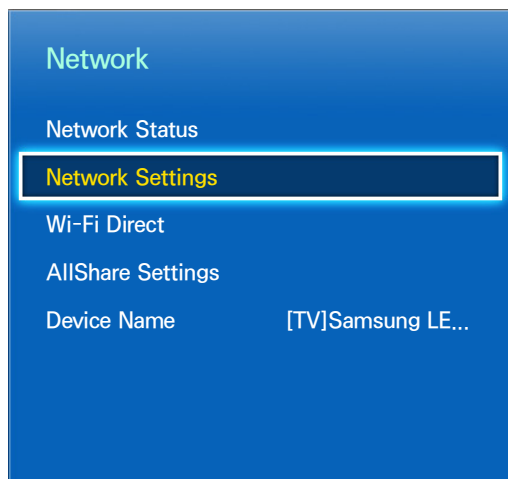 Network
Network Status
Network Settings
Wi-Fi Direct
AllShare Settings
Device Name [TV]Samsung LE...